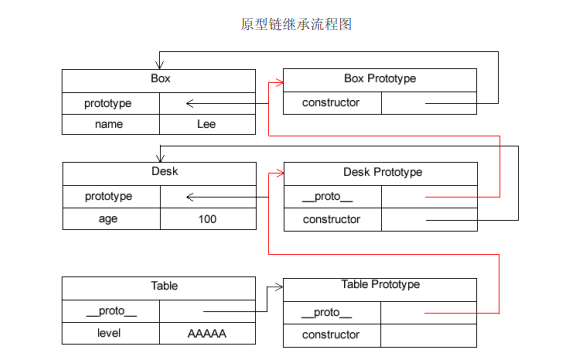 原型链继承流程图
Box
prototype
name Lee
Box Prototype
constructor
Desk
prototype
age 100
Desk Prototype
__proto__
constructor
Table
__proto__
level AAAAA
Table Prototype
__proto__
constructor